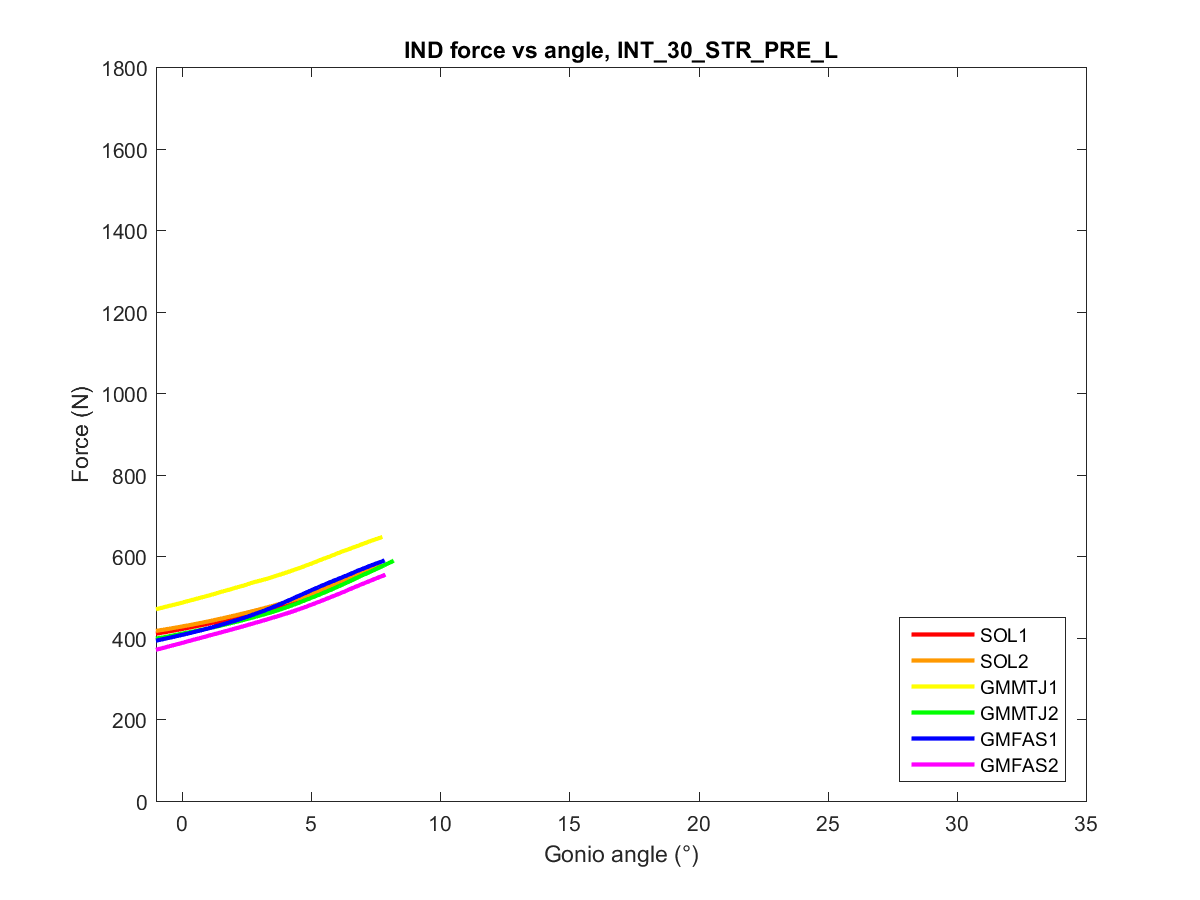 IND force vs angle, INT_30_STR_PRE_L
1800
1600
1400
1200
1000
800
600
400
200
0
Force (N)
0 5 10 15 20 25 30 35
Gonio angle (°)
SOL1
SOL2
GMMTJ1
GMMTJ2
GMFAS1
GMFAS2